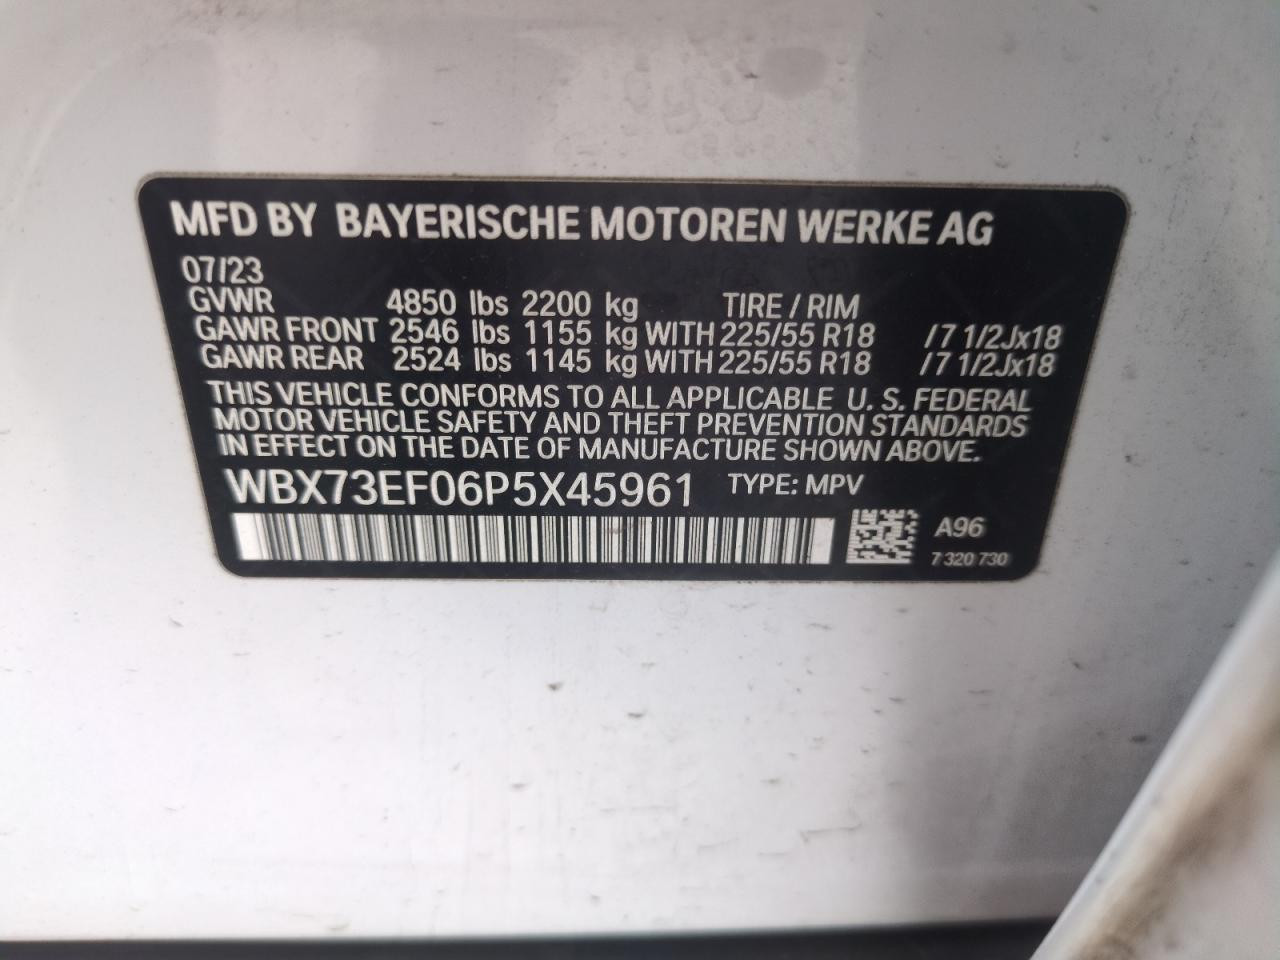 MFD BY BAYERISCHE MOTOREN WERKE AG
07/23
GVWR 4850 lbs 2200 kg TIRE / RIM
GAWR FRONT 2546 lbs 1155 kg WITH 225/55 R18 /7 1/2Jx18
GAWR REAR 2524 lbs 1145 kg WITH 225/55 R18 /7 1/2Jx18
THIS VEHICLE CONFORMS TO ALL APPLICABLE U. S. FEDERAL
MOTOR VEHICLE SAFETY AND THEFT PREVENTION STANDARDS
IN EFFECT ON THE DATE OF MANUFACTURE SHOWN ABOVE.
WBX73EF06P5X45961 TYPE: MPV
A96
7 320 730